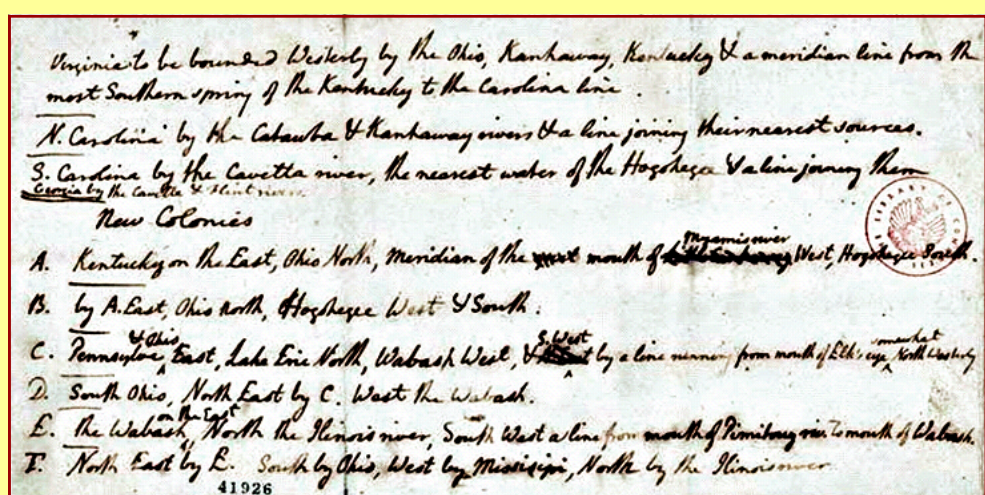 Virginia to be bounded Westerly by the Ohio, Kanhaway, Kentucky & a meridian line from the
most Southern spring of the Kentucky to the Carolina line.
N. Carolina by the Catawba & Kanhaway rivers & a line joining their nearest sources.
S. Carolina by the Cavetta river, the nearest water of the Hogohegee & a line joining them
Georgia by the Cavetta & flint rivers.
New Colonies
A. Kentucky on the East, Ohio North, Meridian of the mouth of Myamis river West, Hogohegee South.
B. by A. East, Ohio north, Hogohegee West & South.
C. Pennsylva & Ohio East, Lake Erie North, Wabash West, & S. West by a line running from mouth of Elk's eye somewhat North Westerly
D. South Ohio, North East by C. West the Wabash.
E. the Wabash on the East, North the Ilinois river, South West a line from mouth of Pimiboug riv. to mouth of Wabash.
F. North East by E. South by Ohio, West by Missisipi, North by the Ilinois river
41926